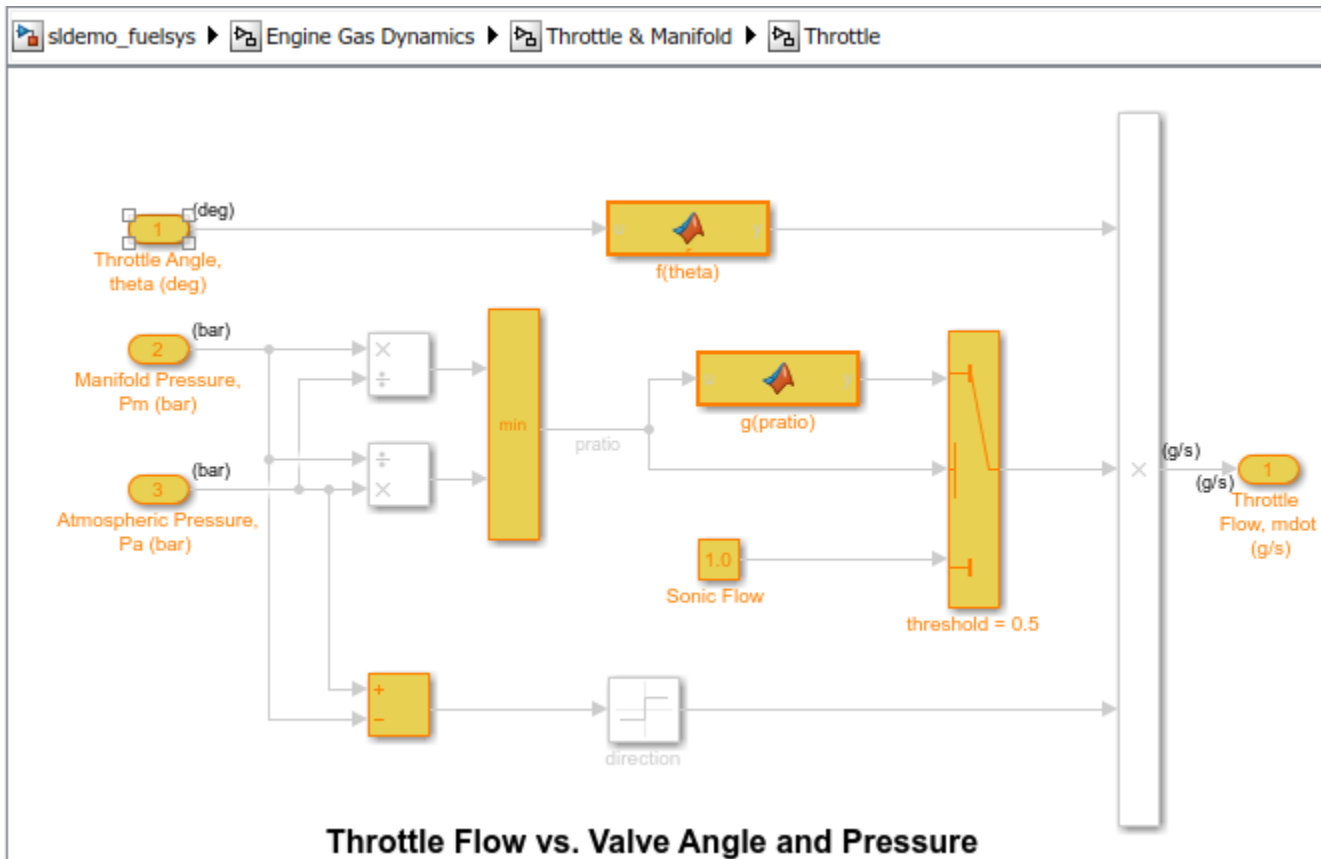 sldemo_fuelsys ▶ Engine Gas Dynamics ▶ Throttle & Manifold ▶ Throttle
1
(deg)
Throttle Angle,
theta (deg)
f(theta)
2
(bar)
Manifold Pressure,
Pm (bar)
×
÷
3
(bar)
Atmospheric Pressure,
Pa (bar)
÷
×
min
pratio
g(pratio)
1.0
Sonic Flow
threshold = 0.5
+
−
direction
×
(g/s)
(g/s)
1
Throttle
Flow, mdot
(g/s)
Throttle Flow vs. Valve Angle and Pressure